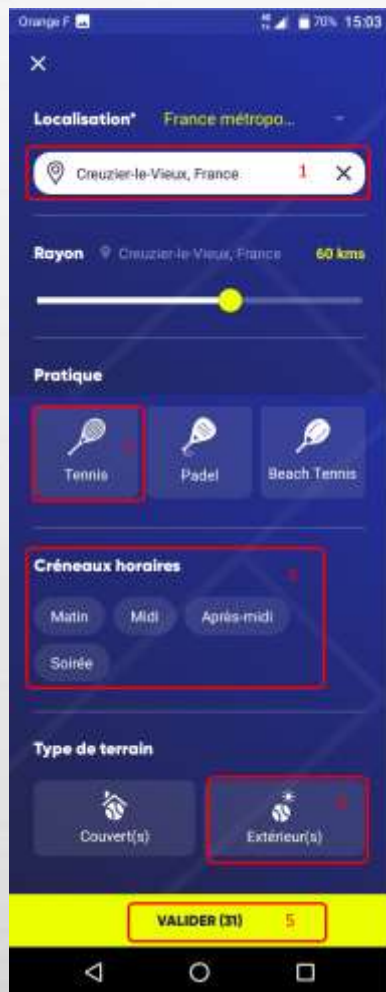 Orange F 70% 15:03
Localisation* France métropo...
Creuzier-le-Vieux, France 1
Rayon Creuzier-le-Vieux, France 60 kms
Pratique
Tennis Padel Beach Tennis
Créneaux horaires
Matin Midi Après-midi
Soirée
Type de terrain
Couvert(s) Extérieur(s)
VALIDER (31) 5